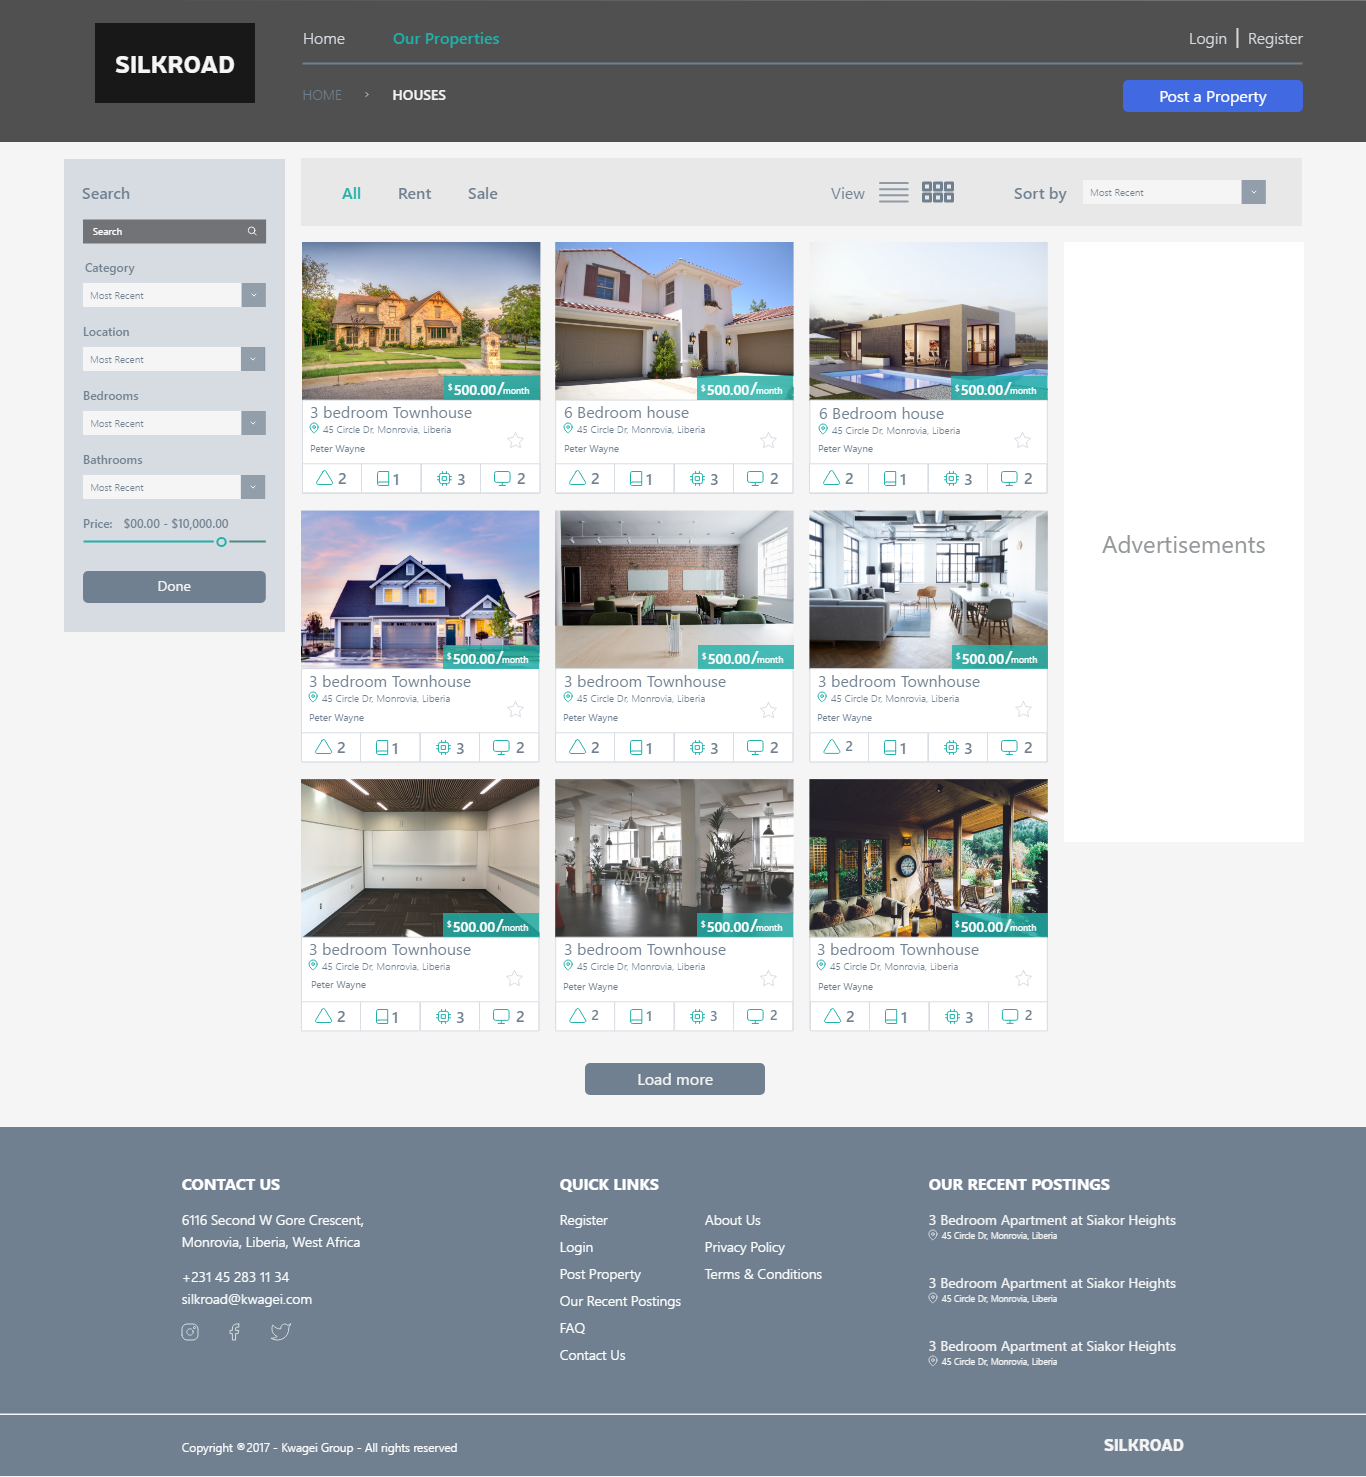 SILKROAD
Home
Our Properties
Login | Register
HOME > HOUSES
Post a Property
Search
Search
Category
Most Recent
Location
Most Recent
Bedrooms
Most Recent
Bathrooms
Most Recent
Price: $00.00 - $10,000.00
Done
All Rent Sale
View
Sort by
Most Recent
$500.00/month
3 bedroom Townhouse
45 Circle Dr, Monrovia, Liberia
Peter Wayne
2 1 3 2
$500.00/month
6 Bedroom house
45 Circle Dr, Monrovia, Liberia
Peter Wayne
2 1 3 2
$500.00/month
6 Bedroom house
45 Circle Dr, Monrovia, Liberia
Peter Wayne
2 1 3 2
$500.00/month
3 bedroom Townhouse
45 Circle Dr, Monrovia, Liberia
Peter Wayne
2 1 3 2
$500.00/month
3 bedroom Townhouse
45 Circle Dr, Monrovia, Liberia
Peter Wayne
2 1 3 2
$500.00/month
3 bedroom Townhouse
45 Circle Dr, Monrovia, Liberia
Peter Wayne
2 1 3 2
$500.00/month
3 bedroom Townhouse
45 Circle Dr, Monrovia, Liberia
Peter Wayne
2 1 3 2
$500.00/month
3 bedroom Townhouse
45 Circle Dr, Monrovia, Liberia
Peter Wayne
2 1 3 2
$500.00/month
3 bedroom Townhouse
45 Circle Dr, Monrovia, Liberia
Peter Wayne
2 1 3 2
Advertisements
Load more
CONTACT US
6116 Second W Gore Crescent,
Monrovia, Liberia, West Africa
+231 45 283 11 34
silkroad@kwagei.com
QUICK LINKS
Register
Login
Post Property
Our Recent Postings
FAQ
Contact Us
About Us
Privacy Policy
Terms & Conditions
OUR RECENT POSTINGS
3 Bedroom Apartment at Siakor Heights
45 Circle Dr, Monrovia, Liberia
3 Bedroom Apartment at Siakor Heights
45 Circle Dr, Monrovia, Liberia
3 Bedroom Apartment at Siakor Heights
45 Circle Dr, Monrovia, Liberia
Copyright ®2017 - Kwagei Group - All rights reserved
SILKROAD